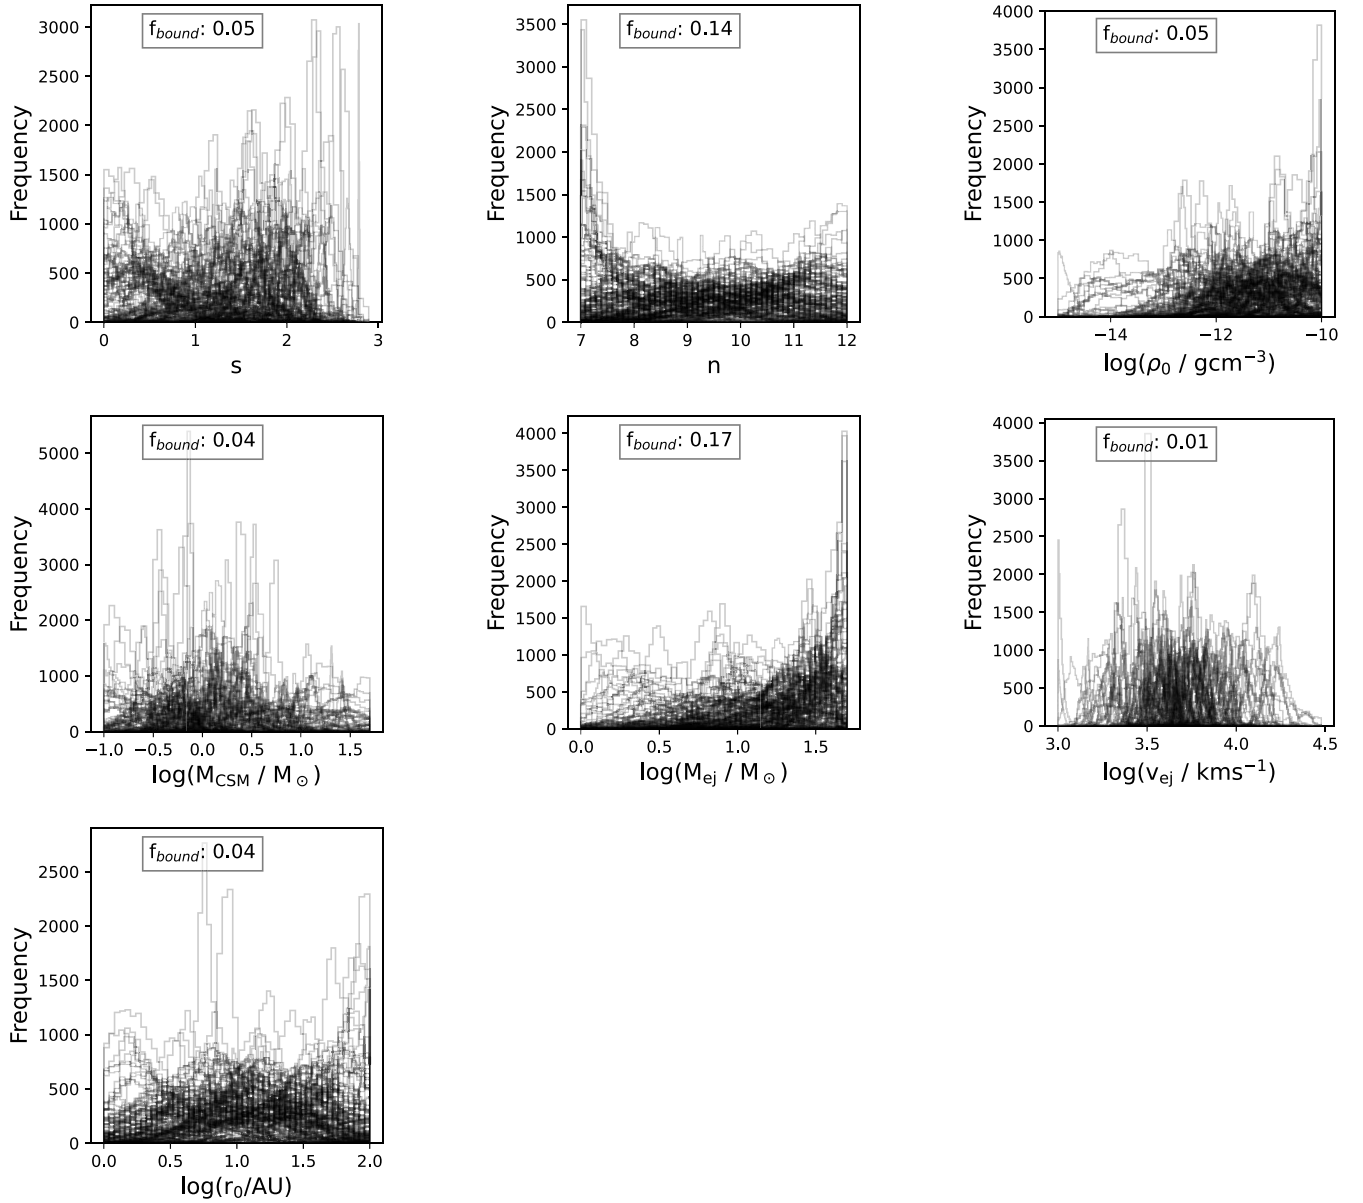 f_bound: 0.05
3000
2500
2000
1500
1000
500
0
Frequency
0 1 2 3
s
f_bound: 0.14
3500
3000
2500
2000
1500
1000
500
0
Frequency
7 8 9 10 11 12
n
f_bound: 0.05
4000
3500
3000
2500
2000
1500
1000
500
0
Frequency
−14 −12 −10
log(ρ₀ / gcm⁻³)
f_bound: 0.04
5000
4000
3000
2000
1000
0
Frequency
−1.0 −0.5 0.0 0.5 1.0 1.5
log(M_CSM / M_⊙)
f_bound: 0.17
4000
3500
3000
2500
2000
1500
1000
500
0
Frequency
0.0 0.5 1.0 1.5
log(M_ej / M_⊙)
f_bound: 0.01
4000
3500
3000
2500
2000
1500
1000
500
0
Frequency
3.0 3.5 4.0 4.5
log(v_ej / kms⁻¹)
f_bound: 0.04
2500
2000
1500
1000
500
0
Frequency
0.0 0.5 1.0 1.5 2.0
log(r₀/AU)